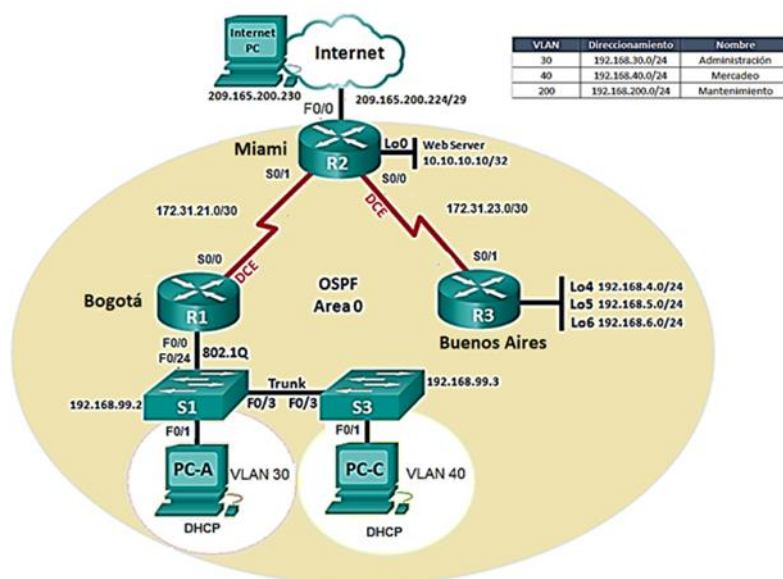 Internet
PC
Internet
209.165.200.230
209.165.200.224/29
F0/0
VLAN Direccionamiento Nombre
30 192.168.30.0/24 Administración
40 192.168.40.0/24 Mercadeo
200 192.168.200.0/24 Mantenimiento
Miami
R2
Lo0
Web Server
10.10.10.10/32
S0/1
S0/0
DCE
172.31.21.0/30
172.31.23.0/30
S0/0
DCE
S0/1
OSPF
Area 0
Bogotá
R1
R3
Buenos Aires
Lo4 192.168.4.0/24
Lo5 192.168.5.0/24
Lo6 192.168.6.0/24
F0/0
F0/24
802.1Q
192.168.99.2
S1
Trunk
F0/3 F0/3
S3
192.168.99.3
F0/1
F0/1
PC-A
VLAN 30
DHCP
PC-C
VLAN 40
DHCP